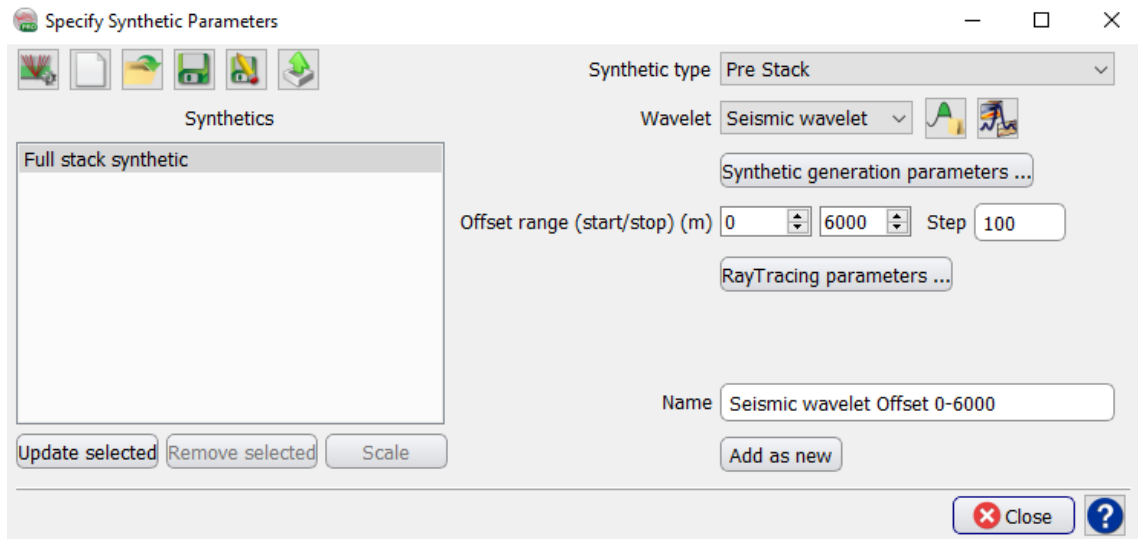 Specify Synthetic Parameters
Synthetic type Pre Stack
Synthetics
Wavelet Seismic wavelet
Full stack synthetic
Synthetic generation parameters ...
Offset range (start/stop) (m) 0 6000 Step 100
RayTracing parameters ...
Name Seismic wavelet Offset 0-6000
Update selected Remove selected Scale
Add as new
Close ?